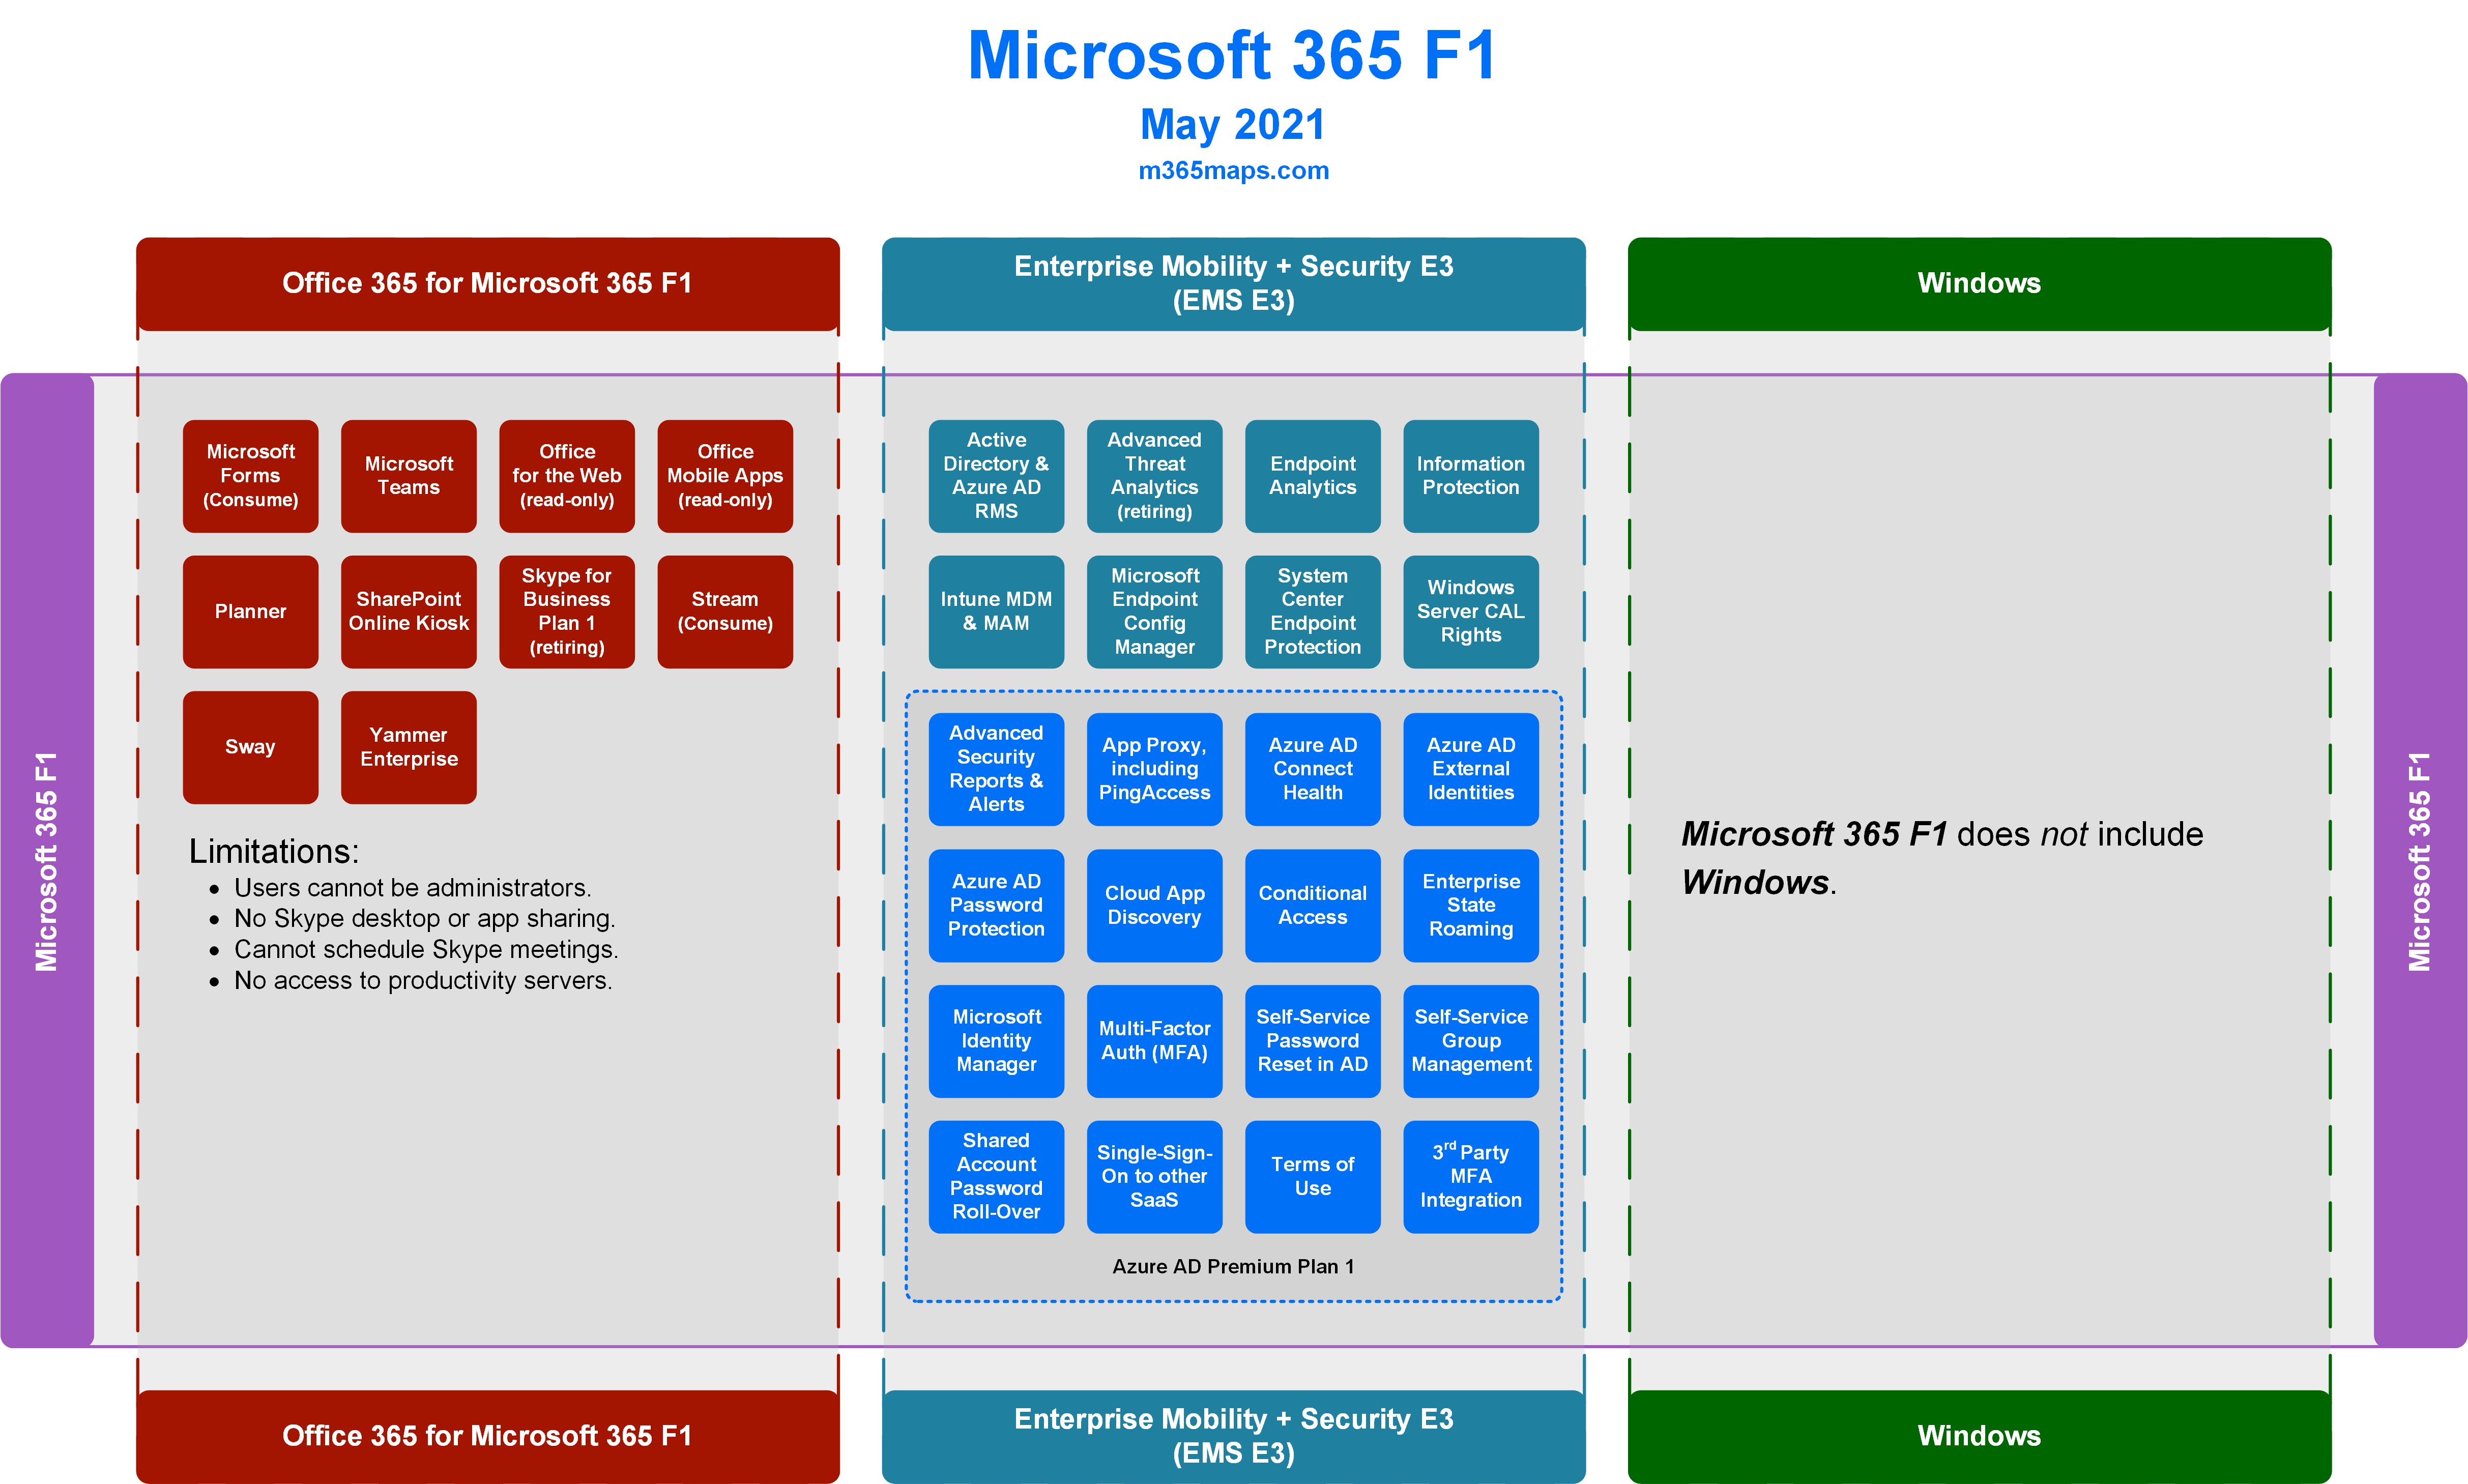 Microsoft 365 F1
May 2021
m365maps.com
Office 365 for Microsoft 365 F1
Enterprise Mobility + Security E3
(EMS E3)
Windows
Microsoft 365 F1
Microsoft
Forms
(Consume)
Microsoft
Teams
Office
for the Web
(read-only)
Office
Mobile Apps
(read-only)
Planner
SharePoint
Online Kiosk
Skype for
Business
Plan 1
(retiring)
Stream
(Consume)
Sway
Yammer
Enterprise
Limitations:
• Users cannot be administrators.
• No Skype desktop or app sharing.
• Cannot schedule Skype meetings.
• No access to productivity servers.
Active
Directory &
Azure AD
RMS
Advanced
Threat
Analytics
(retiring)
Endpoint
Analytics
Information
Protection
Intune MDM
& MAM
Microsoft
Endpoint
Config
Manager
System
Center
Endpoint
Protection
Windows
Server CAL
Rights
Advanced
Security
Reports &
Alerts
App Proxy,
including
PingAccess
Azure AD
Connect
Health
Azure AD
External
Identities
Azure AD
Password
Protection
Cloud App
Discovery
Conditional
Access
Enterprise
State
Roaming
Microsoft
Identity
Manager
Multi-Factor
Auth (MFA)
Self-Service
Password
Reset in AD
Self-Service
Group
Management
Shared
Account
Password
Roll-Over
Single-Sign-
On to other
SaaS
Terms of
Use
3rd Party
MFA
Integration
Azure AD Premium Plan 1
Microsoft 365 F1 does not include
Windows.
Microsoft 365 F1
Office 365 for Microsoft 365 F1
Enterprise Mobility + Security E3
(EMS E3)
Windows